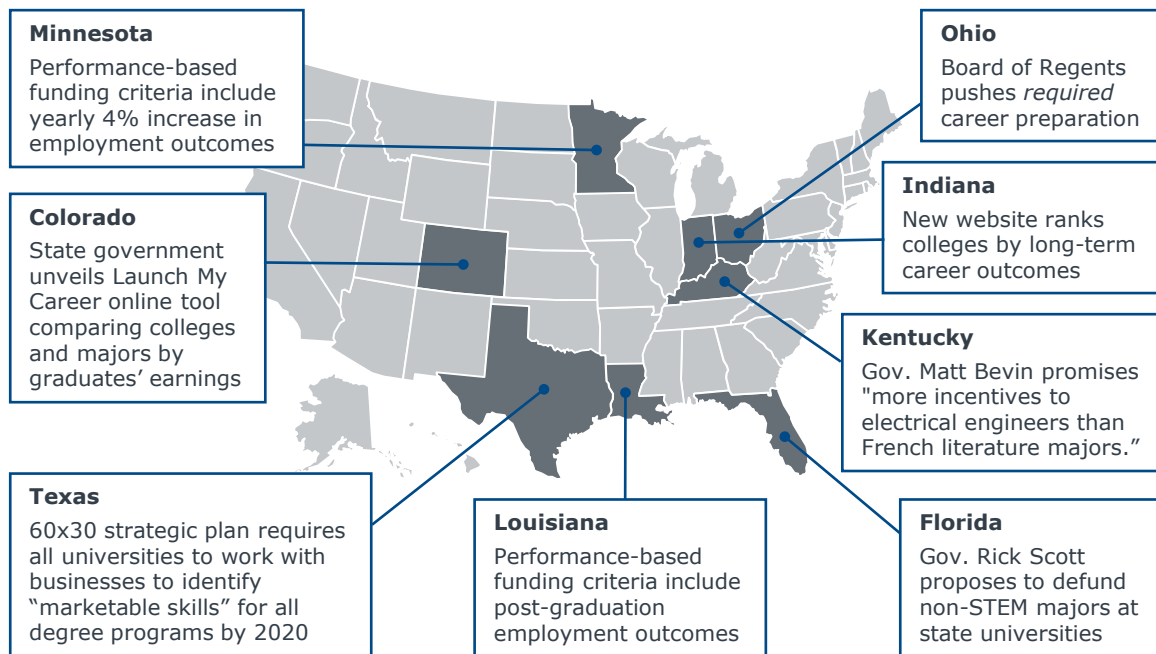 Minnesota
Performance-based
funding criteria include
yearly 4% increase in
employment outcomes
Ohio
Board of Regents
pushes required
career preparation
Colorado
State government
unveils Launch My
Career online tool
comparing colleges
and majors by
graduates’ earnings
Indiana
New website ranks
colleges by long-term
career outcomes
Kentucky
Gov. Matt Bevin promises
"more incentives to
electrical engineers than
French literature majors.”
Texas
60x30 strategic plan requires
all universities to work with
businesses to identify
“marketable skills” for all
degree programs by 2020
Louisiana
Performance-based
funding criteria include
post-graduation
employment outcomes
Florida
Gov. Rick Scott
proposes to defund
non-STEM majors at
state universities